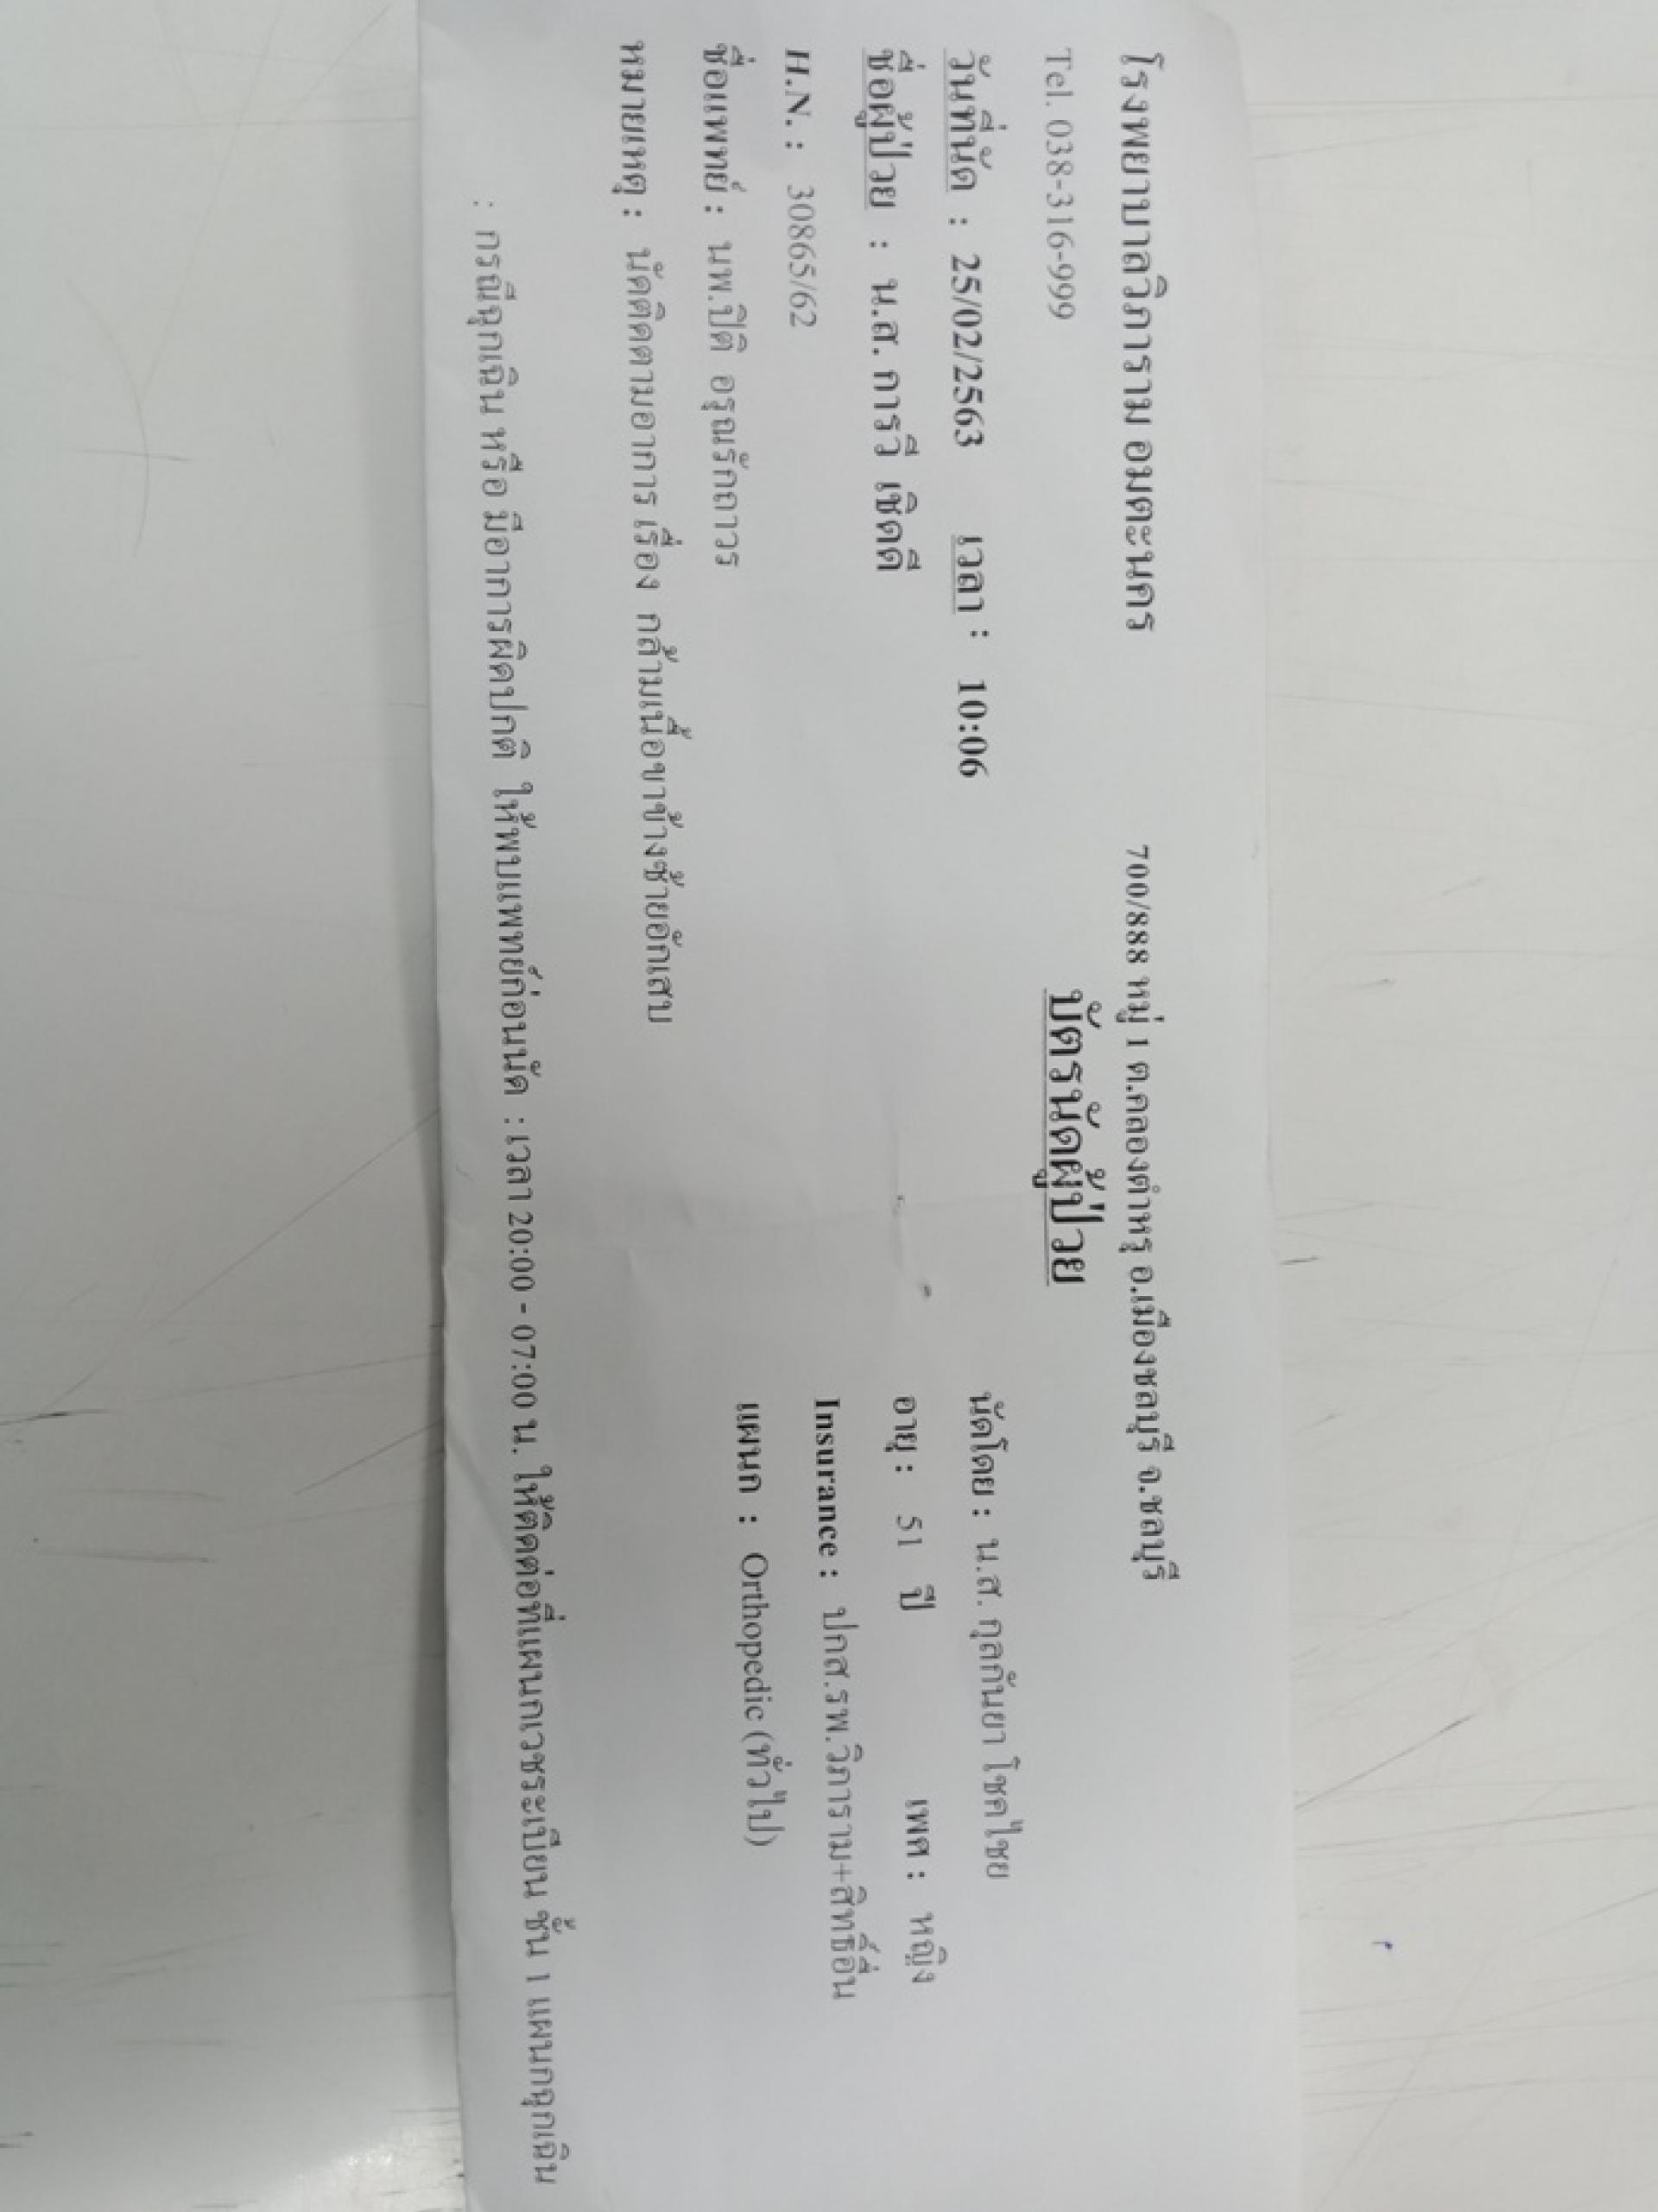 โรงพยาบาลวิภาราม อมตะนคร 700/888 หมู่ 1 ต.คลองตำหรุ อ.เมืองชลบุรี จ.ชลบุรี
Tel. 038-316-999 บัตรนัดผู้ป่วย
วันที่นัด : 25/02/2563 เวลา : 10:06 นัดโดย : น.ส. กุลกันยา โชคไชย
ชื่อผู้ป่วย : น.ส. การวี เชิดดี อายุ : 51 ปี เพศ : หญิง
H.N. : 30865/62 Insurance : ปกส.รพ.วิภาราม+สิทธิ์อื่น
ชื่อแพทย์ : นพ.ปิติ อรุณรักถาวร แผนก : Orthopedic (ทั่วไป)
หมายเหตุ : นัดติดตามอาการ เรื่อง กล้ามเนื้อขาข้างซ้ายอักเสบ
: กรณีฉุกเฉิน หรือ มีอาการผิดปกติ ให้พบแพทย์ก่อนนัด : เวลา 20:00 - 07:00 น. ให้ติดต่อที่แผนกเวชระเบียน ชั้น 1 แผนกฉุกเฉิน